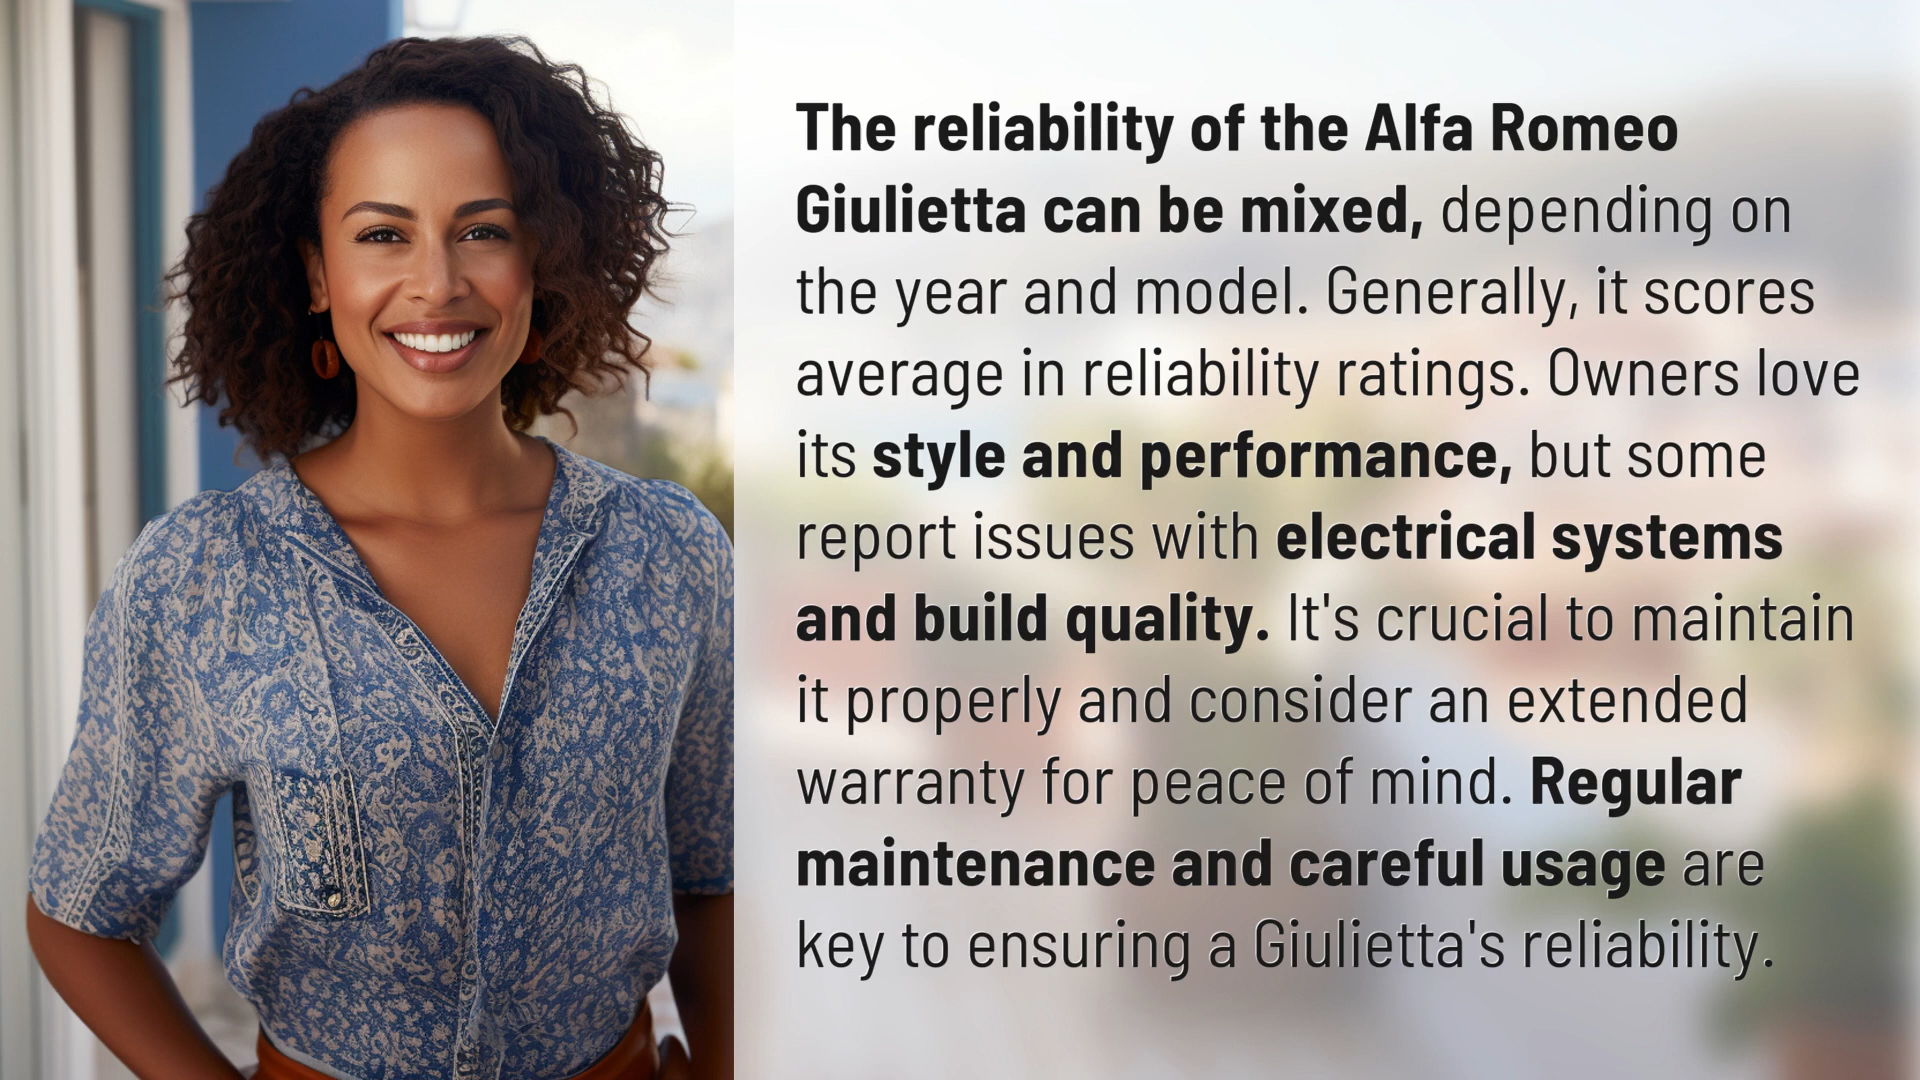 The reliability of the Alfa Romeo
Giulietta can be mixed, depending on
the year and model. Generally, it scores
average in reliability ratings. Owners love
its style and performance, but some
report issues with electrical systems
and build quality. It's crucial to maintain
it properly and consider an extended
warranty for peace of mind. Regular
maintenance and careful usage are
key to ensuring a Giulietta's reliability.